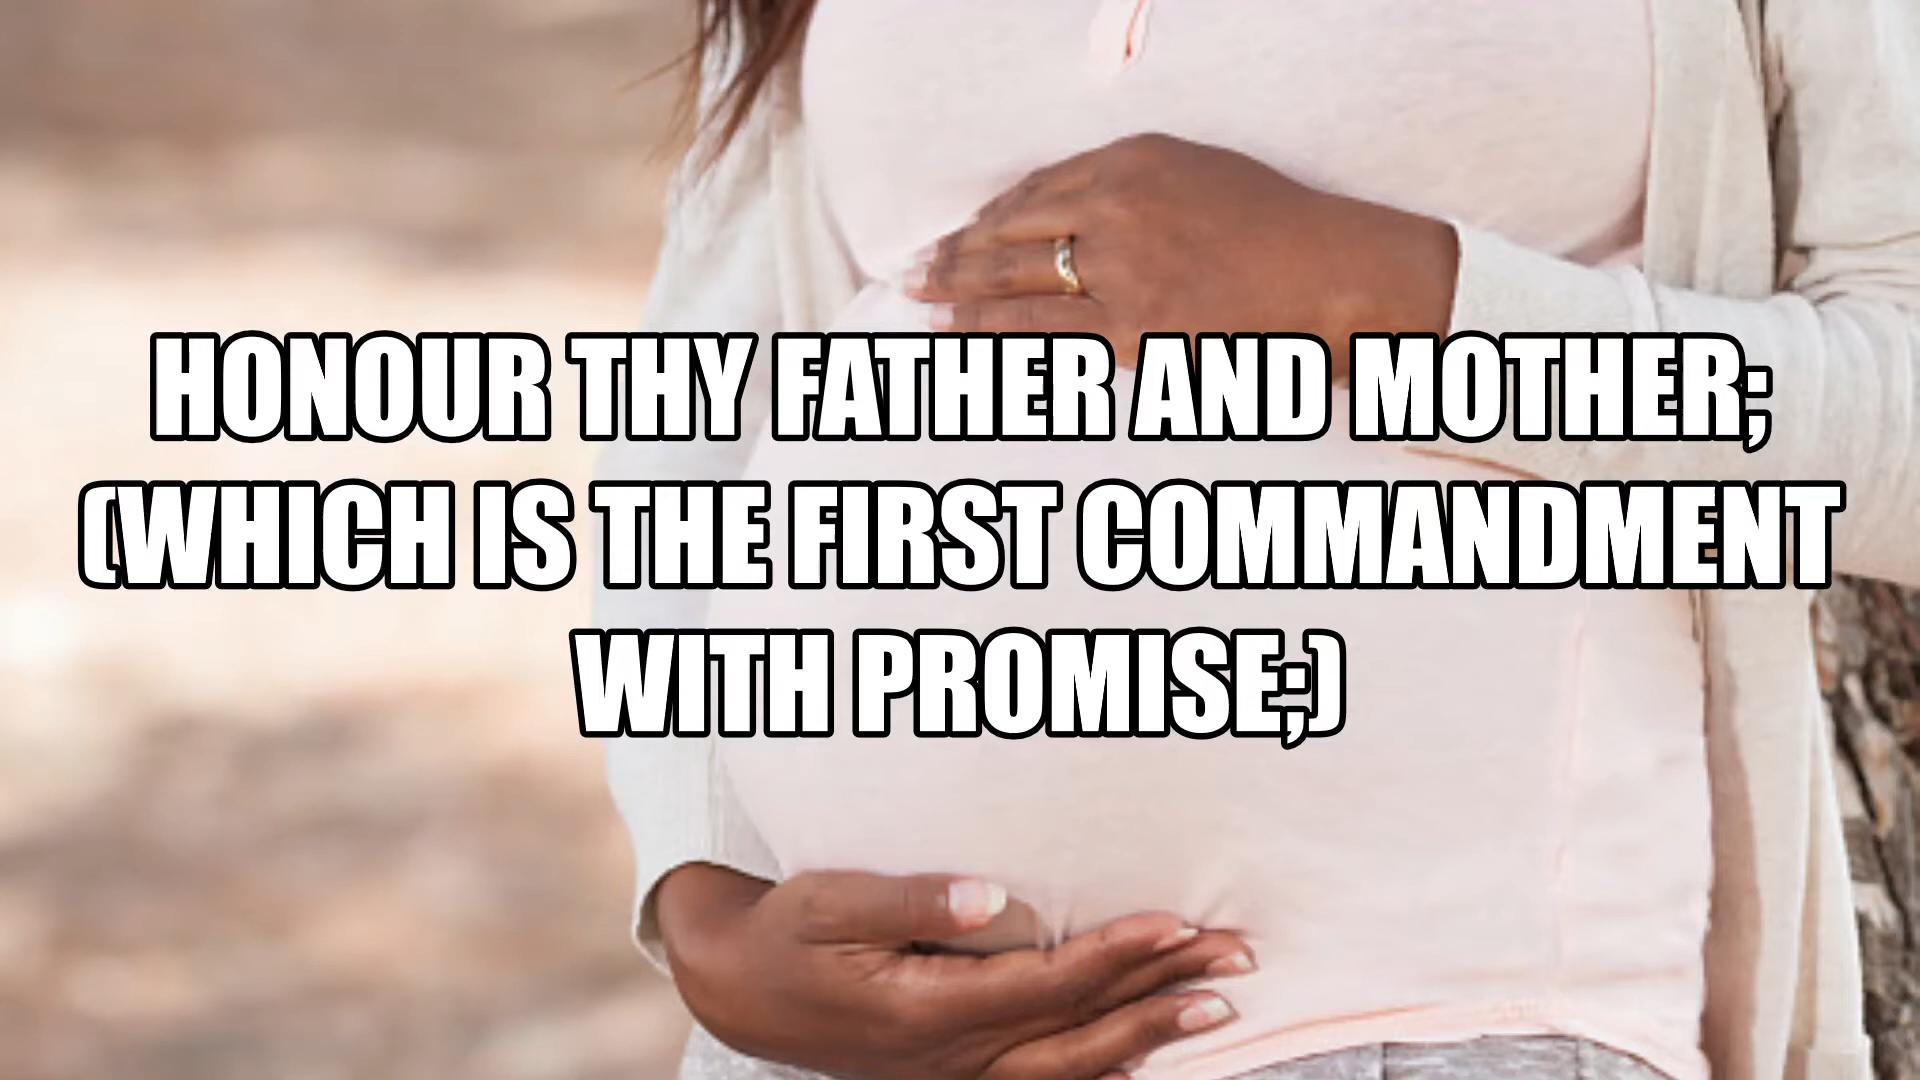 HONOUR THY FATHER AND MOTHER;
(WHICH IS THE FIRST COMMANDMENT
WITH PROMISE;)